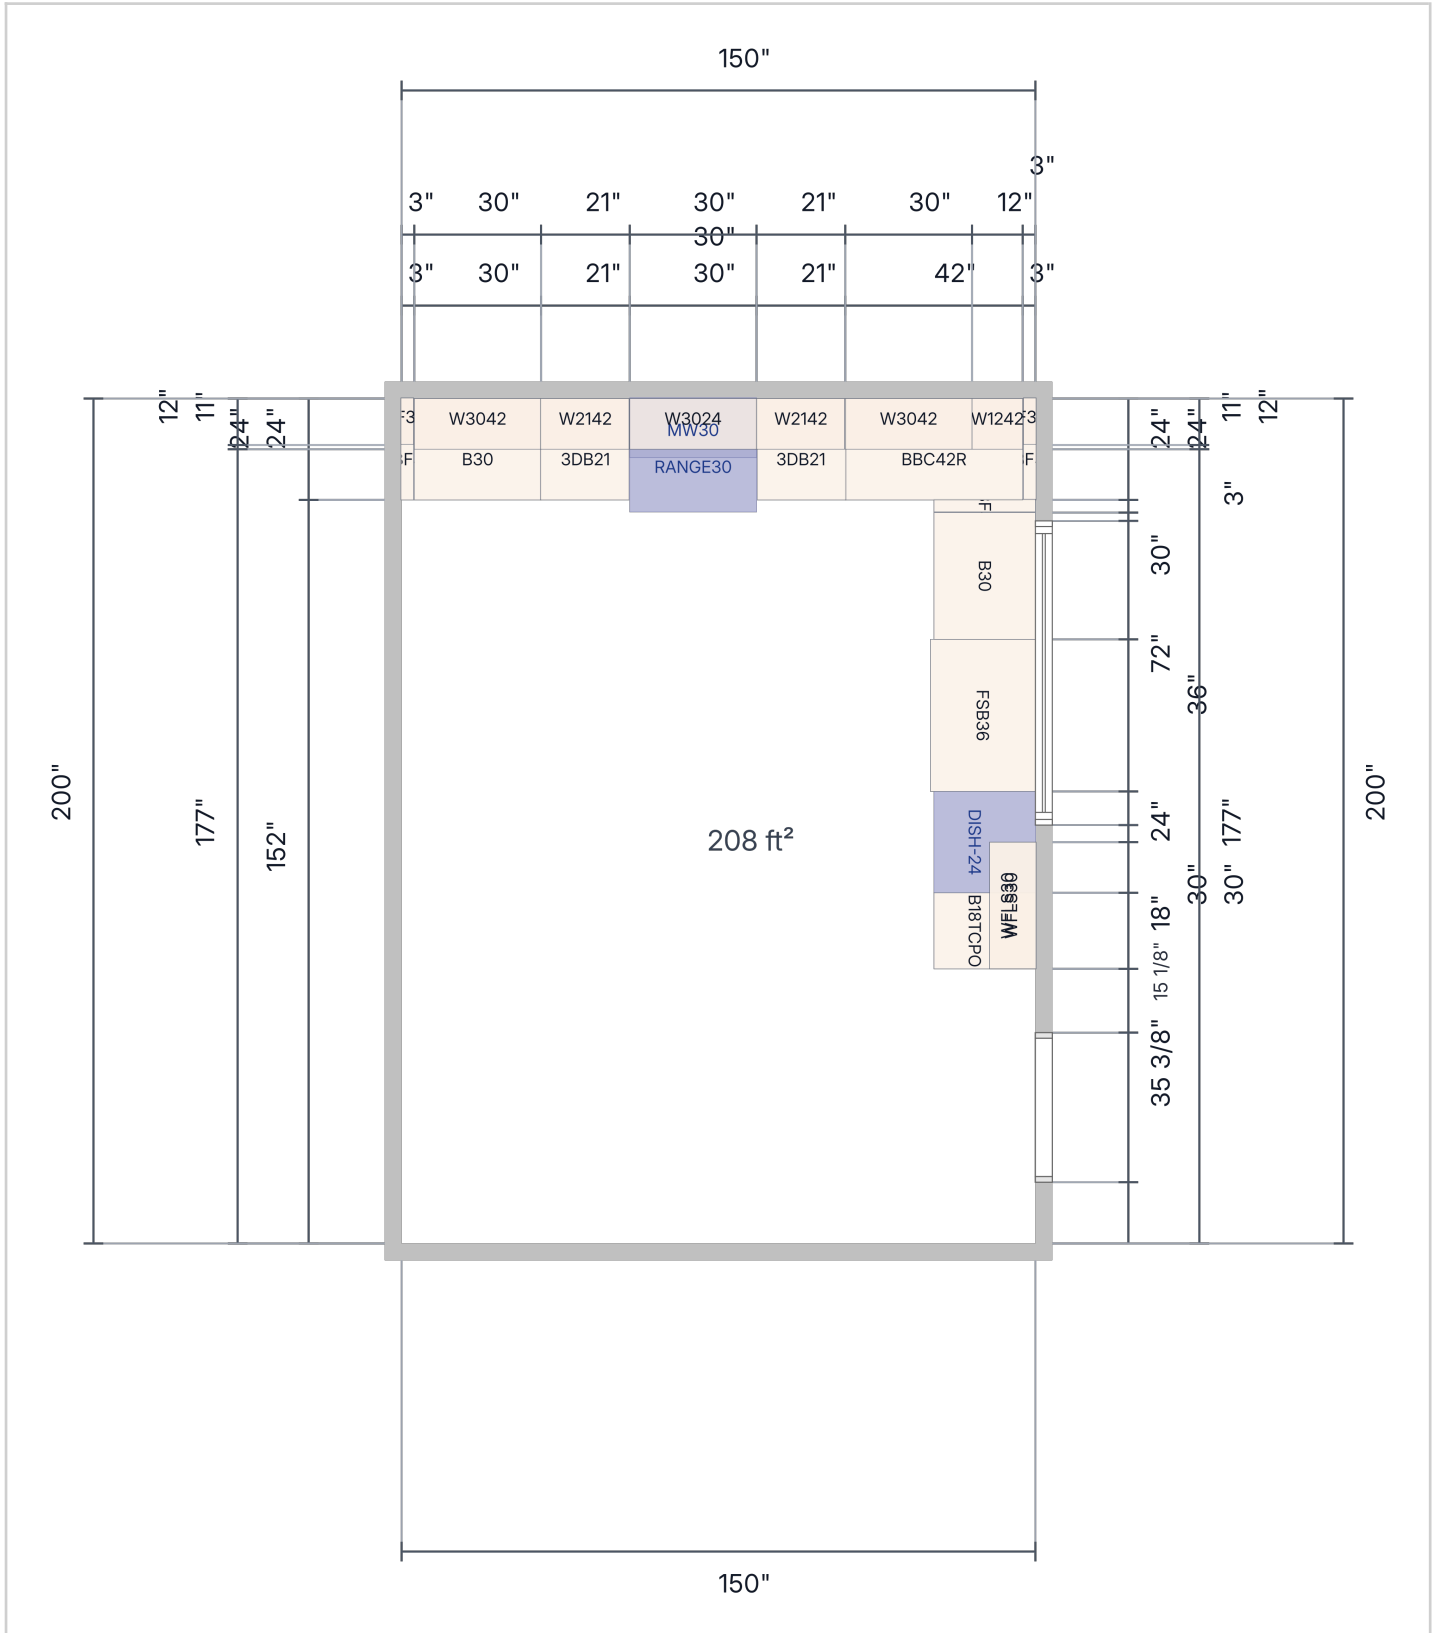 150"
3"
3" 30" 21" 30" 21" 30" 12"
30"
3" 30" 21" 30" 21" 42" 3"
12" 11" 24" 24"
24" 24" 11" 12"
F3 W3042 W2142 W3024 W2142 W3042 W1242 F3
MW30
B30 3DB21 RANGE30 3DB21 BBC42R
3"
30"
B30
72"
36"
FSB36
200" 177" 152"
208 ft²
DISH-24
24" 177" 200"
30" 30"
B18TCPO
18"
15 1/8"
35 3/8"
150"